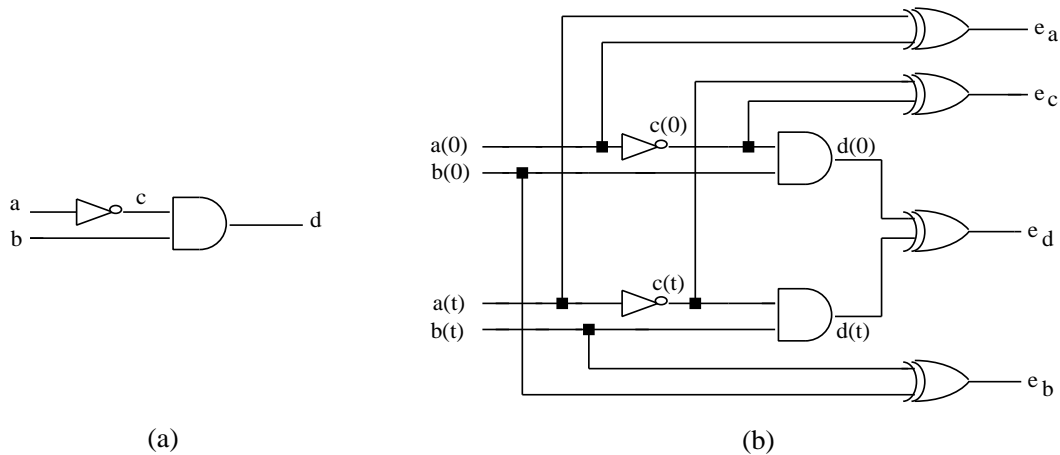 e a
c(0)
e c
a(0)
d(0)
b(0)
a
c
d
b
e d
c(t)
a(t)
b(t)
d(t)
e b
(a)
(b)